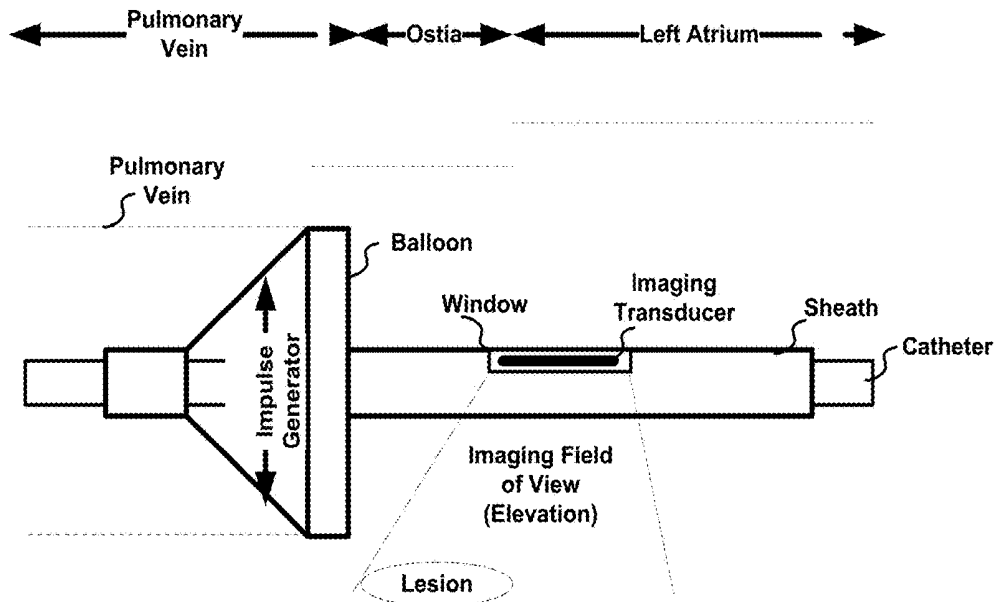 Pulmonary
Vein
Ostia
Left Atrium
Pulmonary
Vein
Balloon
Window
Imaging
Transducer
Sheath
Catheter
Impulse
Generator
Imaging Field
of View
(Elevation)
Lesion